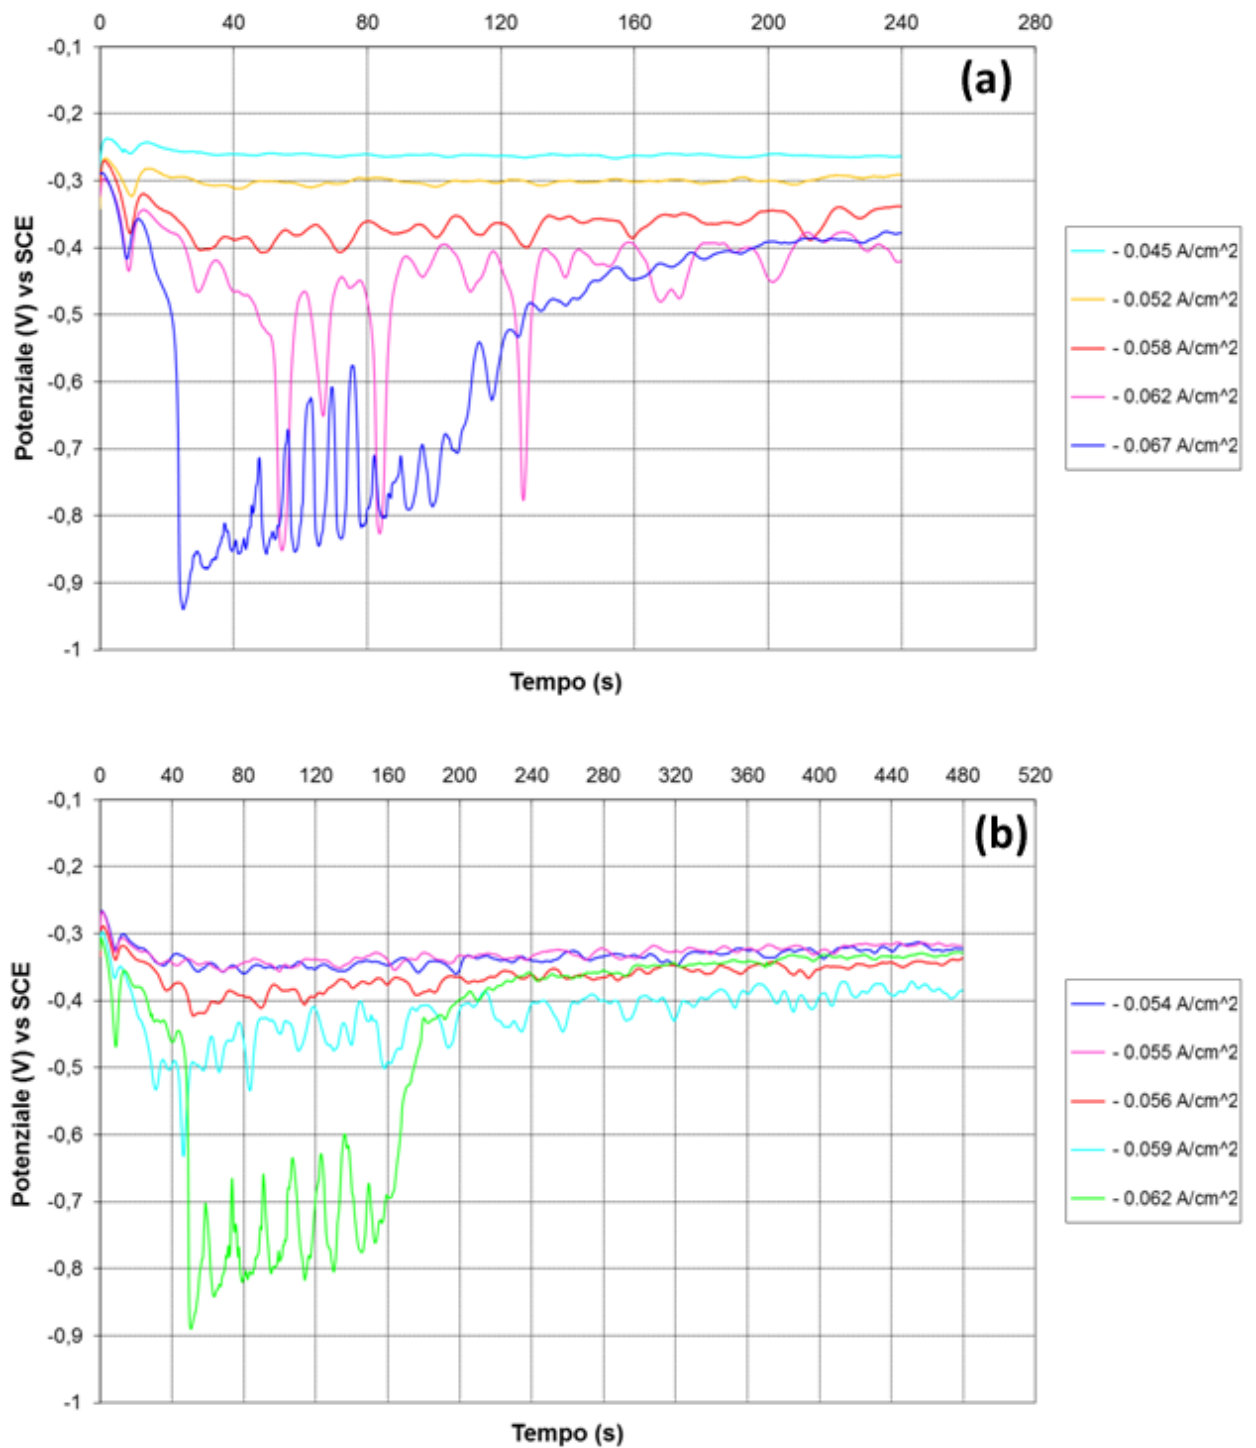 0 40 80 120 160 200 240 280
-0,1
(a)
-0,2
-0,3
-0,4
-0,5
-0,6
-0,7
-0,8
-0,9
-1
Potenziale (V) vs SCE
Tempo (s)
- 0.045 A/cm^2
- 0.052 A/cm^2
- 0.058 A/cm^2
- 0.062 A/cm^2
- 0.067 A/cm^2
0 40 80 120 160 200 240 280 320 360 400 440 480 520
-0,1
(b)
-0,2
-0,3
-0,4
-0,5
-0,6
-0,7
-0,8
-0,9
-1
Potenziale (V) vs SCE
Tempo (s)
- 0.054 A/cm^2
- 0.055 A/cm^2
- 0.056 A/cm^2
- 0.059 A/cm^2
- 0.062 A/cm^2